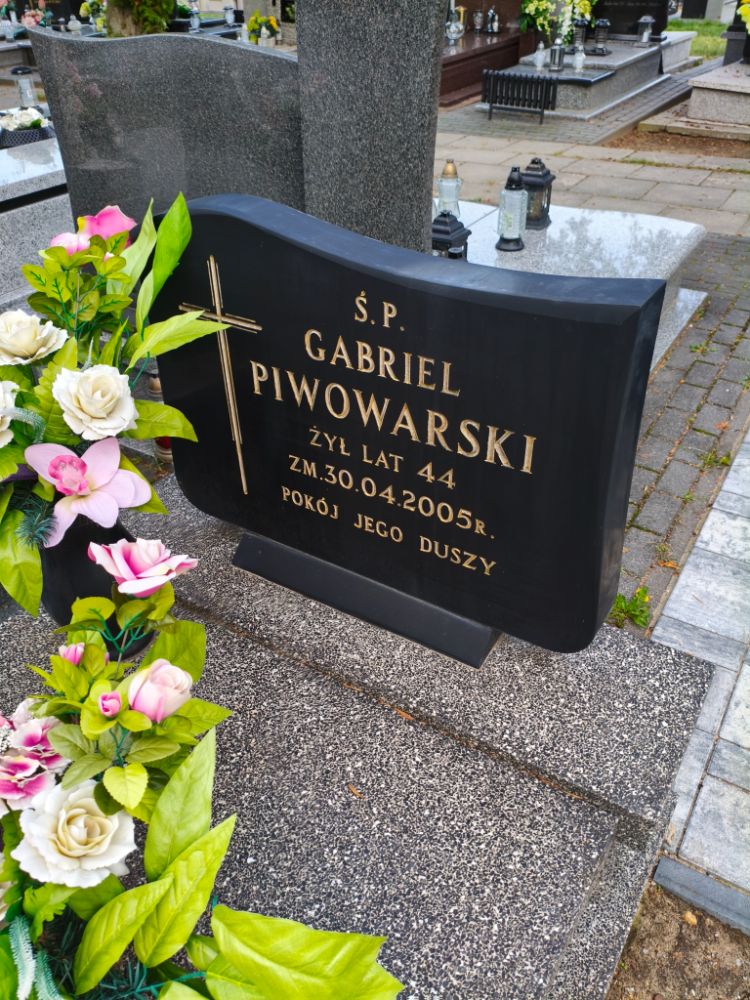 Ś.P.
GABRIEL
PIWOWARSKI
ŻYŁ LAT 44
ZM.30.04.2005R.
POKÓJ JEGO DUSZY